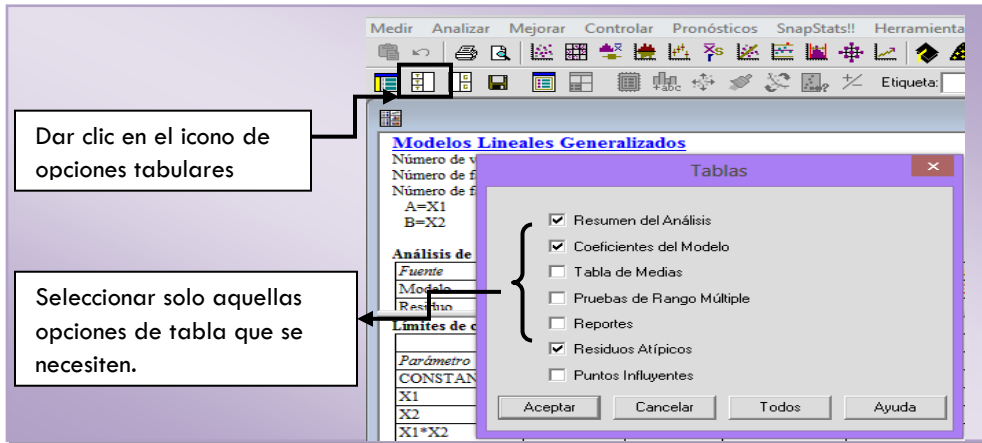 Medir Analizar Mejorar Controlar Pronósticos SnapStats!! Herramienta
Etiqueta:
Dar clic en el icono de
opciones tabulares
Modelos Lineales Generalizados
Número de v
Número de f
Número de f
A=X1
B=X2
Análisis de
Fuente
Modelo
Residuo
Límites de c
Parámetro
CONSTAN
X1
X2
X1*X2
Tablas
Resumen del Análisis
Coeficientes del Modelo
Tabla de Medias
Pruebas de Rango Múltiple
Reportes
Residuos Atípicos
Puntos Influyentes
Aceptar Cancelar Todos Ayuda
Seleccionar solo aquellas
opciones de tabla que se
necesiten.